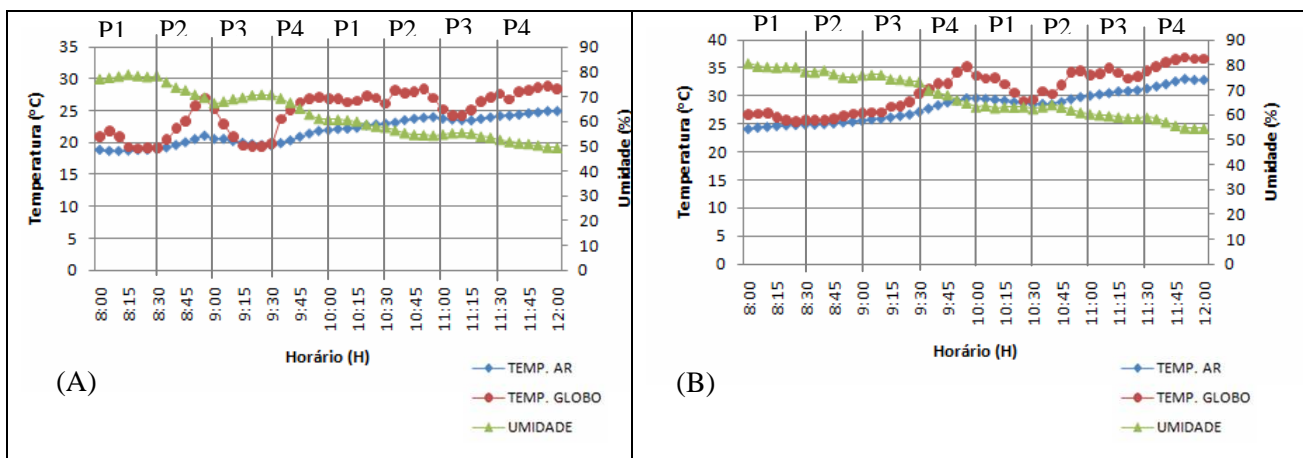 P1 P2 P3 P4 P1 P2 P3 P4
35
30
25
20
15
10
5
0
Temperatura (°C)
90
80
70
60
50
40
30
20
10
0
Umidade (%)
8:00 8:15 8:30 8:45 9:00 9:15 9:30 9:45 10:00 10:15 10:30 10:45 11:00 11:15 11:30 11:45 12:00
Horário (H)
(A)
TEMP. AR
TEMP. GLOBO
UMIDADE
P1 P2 P3 P4 P1 P2 P3 P4
40
35
30
25
20
15
10
5
0
Temperatura (°C)
90
80
70
60
50
40
30
20
10
0
Umidade (%)
8:00 8:15 8:30 8:45 9:00 9:15 9:30 9:45 10:00 10:15 10:30 10:45 11:00 11:15 11:30 11:45 12:00
Horário (H)
(B)
TEMP. AR
TEMP. GLOBO
UMIDADE